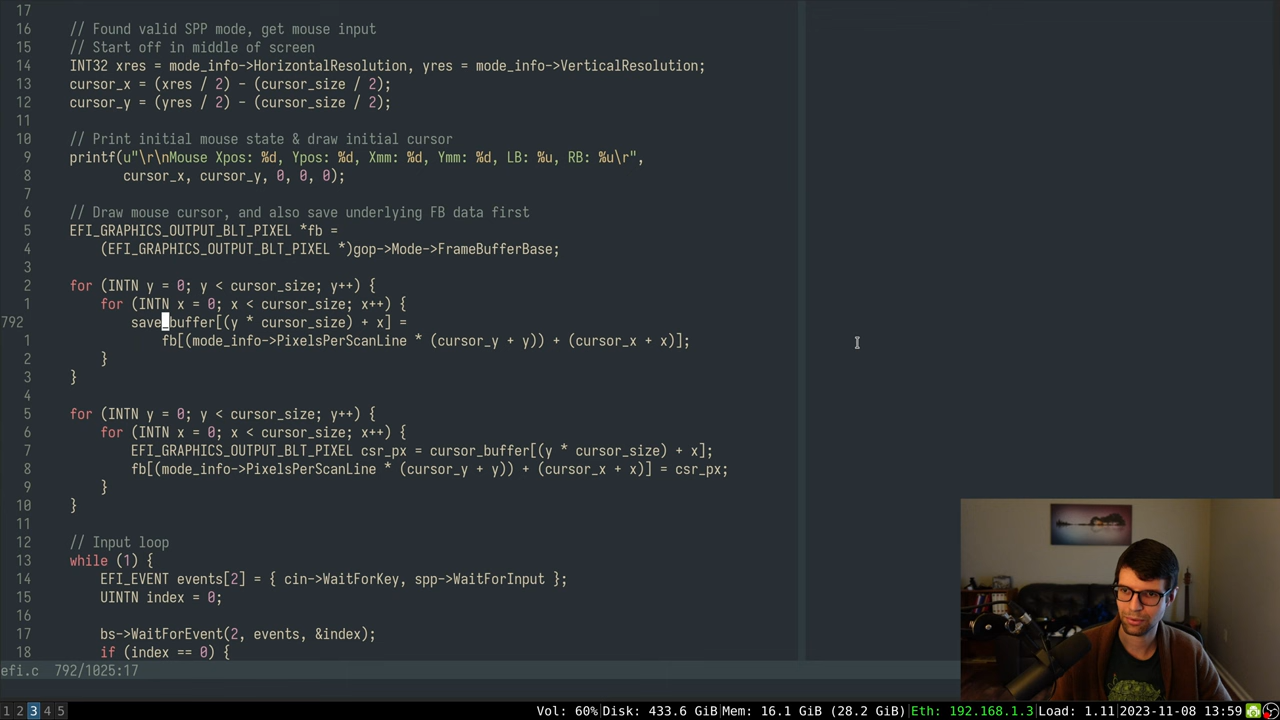 17
16 // Found valid SPP mode, get mouse input
15 // Start off in middle of screen
14 INT32 xres = mode_info->HorizontalResolution, yres = mode_info->VerticalResolution;
13 cursor_x = (xres / 2) - (cursor_size / 2);
12 cursor_y = (yres / 2) - (cursor_size / 2);
11
10 // Print initial mouse state & draw initial cursor
9 printf(u"\r\nMouse Xpos: %d, Ypos: %d, Xmm: %d, Ymm: %d, LB: %u, RB: %u\r",
8 cursor_x, cursor_y, 0, 0, 0);
7
6 // Draw mouse cursor, and also save underlying FB data first
5 EFI_GRAPHICS_OUTPUT_BLT_PIXEL *fb =
4 (EFI_GRAPHICS_OUTPUT_BLT_PIXEL *)gop->Mode->FrameBufferBase;
3
2 for (INTN y = 0; y < cursor_size; y++) {
1 for (INTN x = 0; x < cursor_size; x++) {
792 save_buffer[(y * cursor_size) + x] =
1 fb[(mode_info->PixelsPerScanLine * (cursor_y + y)) + (cursor_x + x)];
2 }
3 }
4
5 for (INTN y = 0; y < cursor_size; y++) {
6 for (INTN x = 0; x < cursor_size; x++) {
7 EFI_GRAPHICS_OUTPUT_BLT_PIXEL csr_px = cursor_buffer[(y * cursor_size) + x];
8 fb[(mode_info->PixelsPerScanLine * (cursor_y + y)) + (cursor_x + x)] = csr_px;
9 }
10 }
11
12 // Input loop
13 while (1) {
14 EFI_EVENT events[2] = { cin->WaitForKey, spp->WaitForInput };
15 UINTN index = 0;
16
17 bs->WaitForEvent(2, events, &index);
18 if (index == 0) {
efi.c 792/1025:17
1 2 3 4 5 Vol: 60% Disk: 433.6 GiB Mem: 16.1 GiB (28.2 GiB) Eth: 192.168.1.3 Load: 1.11 2023-11-08 13:59